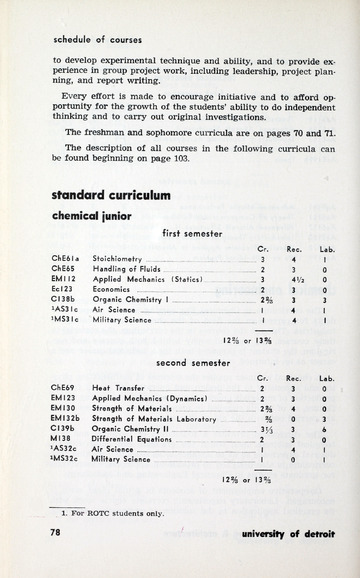 schedule of courses
to develop experimental technique and ability, and to provide ex-
perience in group project work, including leadership, project plan-
ning, and report writing.
Every effort is made to encourage initiative and to afford op-
portunity for the growth of the students' ability to do independent
thinking and to carry out original investigations.
The freshman and sophomore curricula are on pages 70 and 71.
The description of all courses in the following curricula can
be found beginning on page 103.
standard curriculum
chemical junior
first semester
Cr. Rec. Lab.
ChE61a Stoichiometry 3 4 1
ChE65 Handling of Fluids 2 3 0
EM112 Applied Mechanics (Statics) 3 4½ 0
Ec123 Economics 2 3 0
C138b Organic Chemistry I 2⅔ 3 3
¹AS31c Air Science 1 4 1
¹MS31c Military Science 1 4 1
12⅔ or 13⅔
second semester
Cr. Rec. Lab.
ChE69 Heat Transfer 2 3 0
EM123 Applied Mechanics (Dynamics) 2 3 0
EM130 Strength of Materials 2⅔ 4 0
EM132b Strength of Materials Laboratory ⅔ 0 3
C139b Organic Chemistry II 3⅓ 3 6
M138 Differential Equations 2 3 0
¹AS32c Air Science 1 4 1
¹MS32c Military Science 1 0 1
12⅔ or 13⅔
1. For ROTC students only.
78 university of detroit